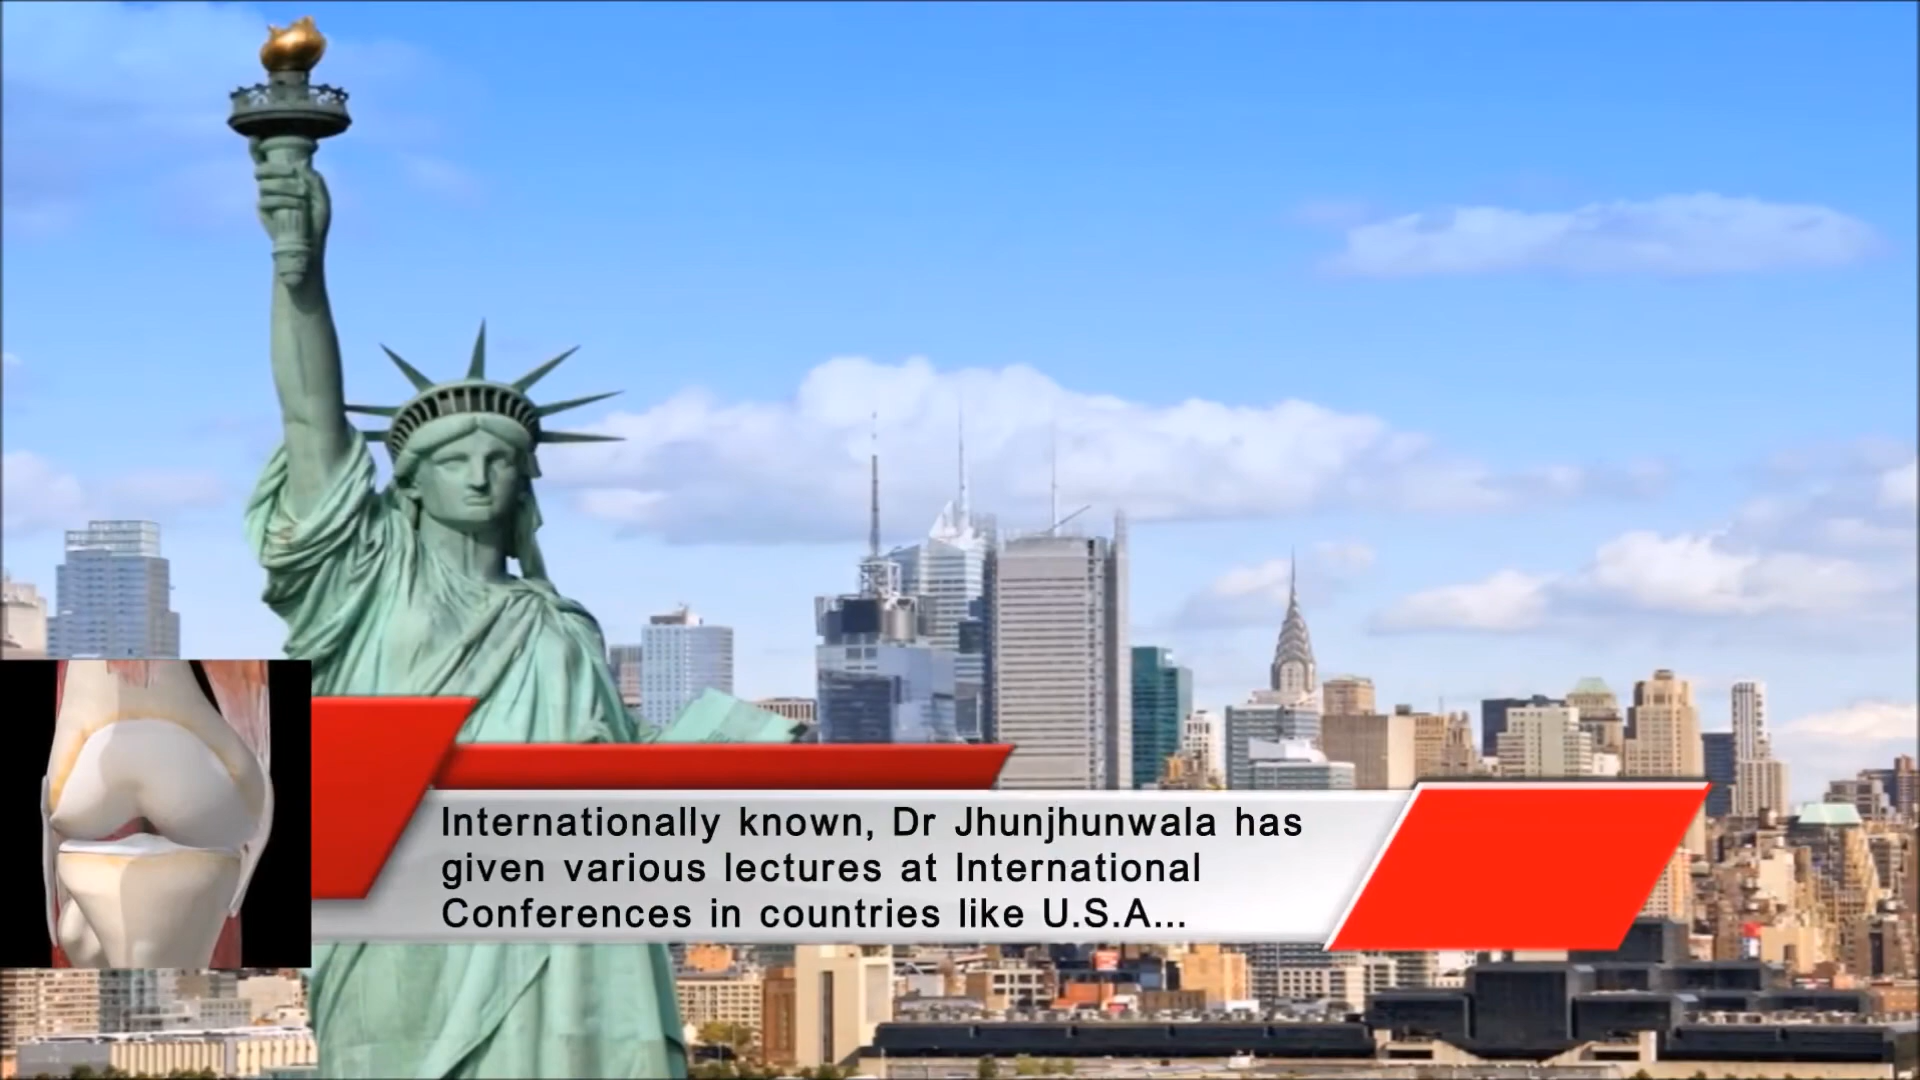 Internationally known, Dr Jhunjhunwala has
given various lectures at International
Conferences in countries like U.S.A...